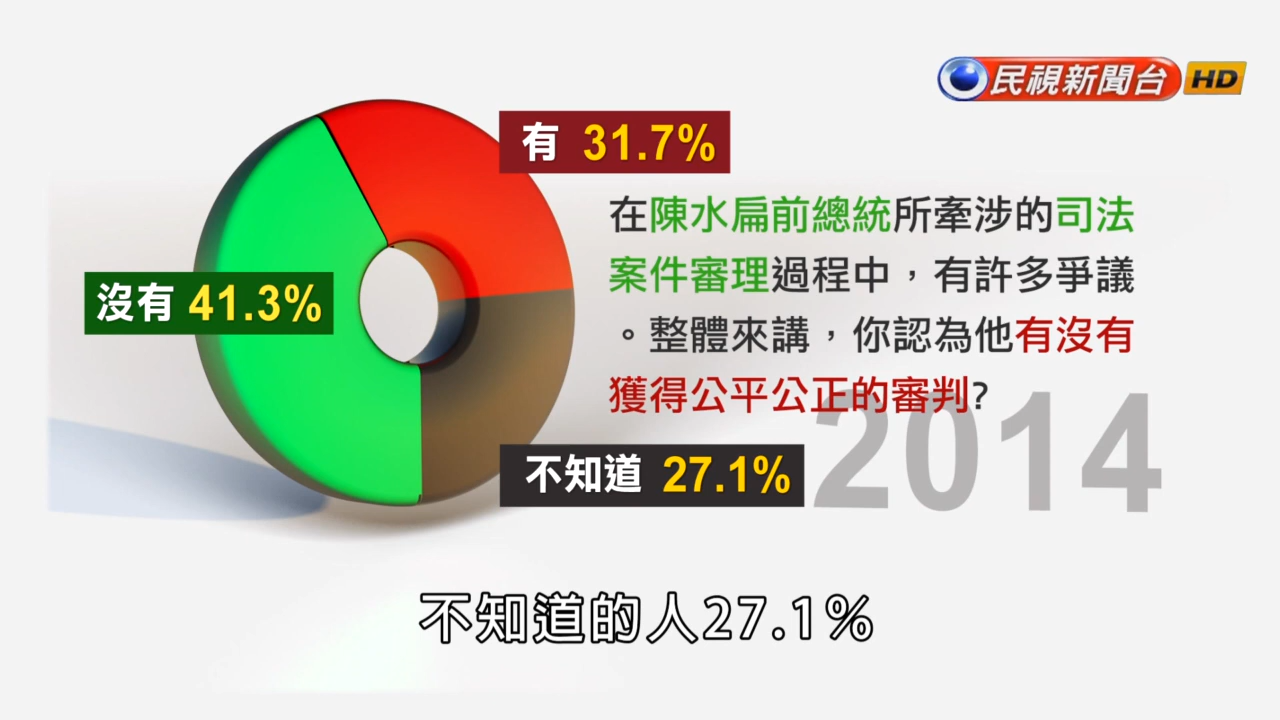 民視新聞台 HD
有 31.7%
在陳水扁前總統所牽涉的司法
案件審理過程中，有許多爭議
。整體來講，你認為他有沒有
獲得公平公正的審判?
沒有 41.3%
2014
不知道 27.1%
不知道的人27.1%